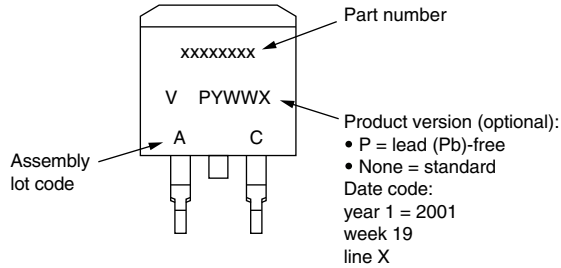 Part number
xxxxxxxx
V PYWWX
A C
Assembly
lot code
Product version (optional):
• P = lead (Pb)-free
• None = standard
Date code:
year 1 = 2001
week 19
line X